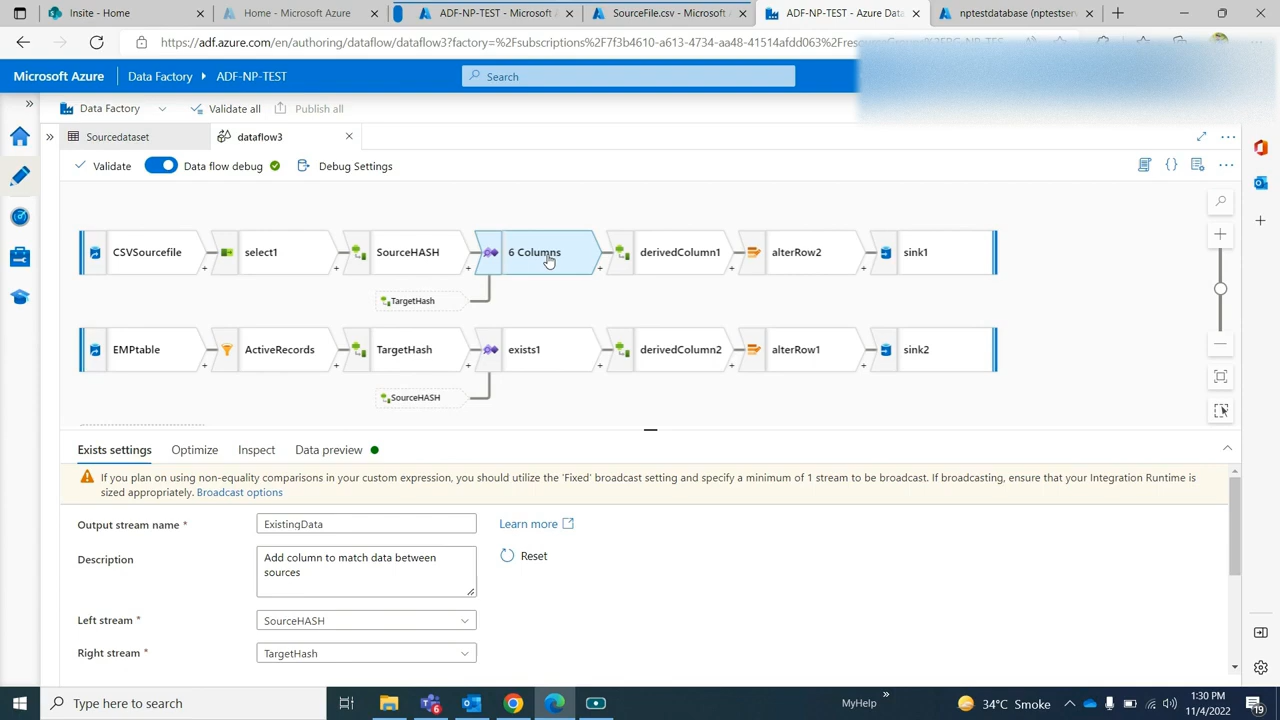 Insite - Home
Home - Microsoft Azure
ADF-NP-TEST - Microsoft A
SourceFile.csv - Microsoft A
ADF-NP-TEST - Azure Data
nptestdatabase (nptestserv
https://adf.azure.com/en/authoring/dataflow/dataflow3?factory=%2Fsubscriptions%2F7f3b4610-a613-4734-aa48-41514afdd063%2Fres
Microsoft Azure
Data Factory
ADF-NP-TEST
Search
Data Factory
Validate all
Publish all
Sourcedataset
dataflow3
Validate
Data flow debug
Debug Settings
CSVSourcefile
select1
SourceHASH
6 Columns
derivedColumn1
alterRow2
sink1
TargetHash
EMPtable
ActiveRecords
TargetHash
exists1
derivedColumn2
alterRow1
sink2
SourceHASH
Exists settings
Optimize
Inspect
Data preview
If you plan on using non-equality comparisons in your custom expression, you should utilize the 'Fixed' broadcast setting and specify a minimum of 1 stream to be broadcast. If broadcasting, ensure that your Integration Runtime is
sized appropriately. Broadcast options
Output stream name *
ExistingData
Learn more
Description
Add column to match data between
sources
Reset
Left stream *
SourceHASH
Right stream *
TargetHash
Type here to search
MyHelp
34°C Smoke
1:30 PM
11/4/2022
19